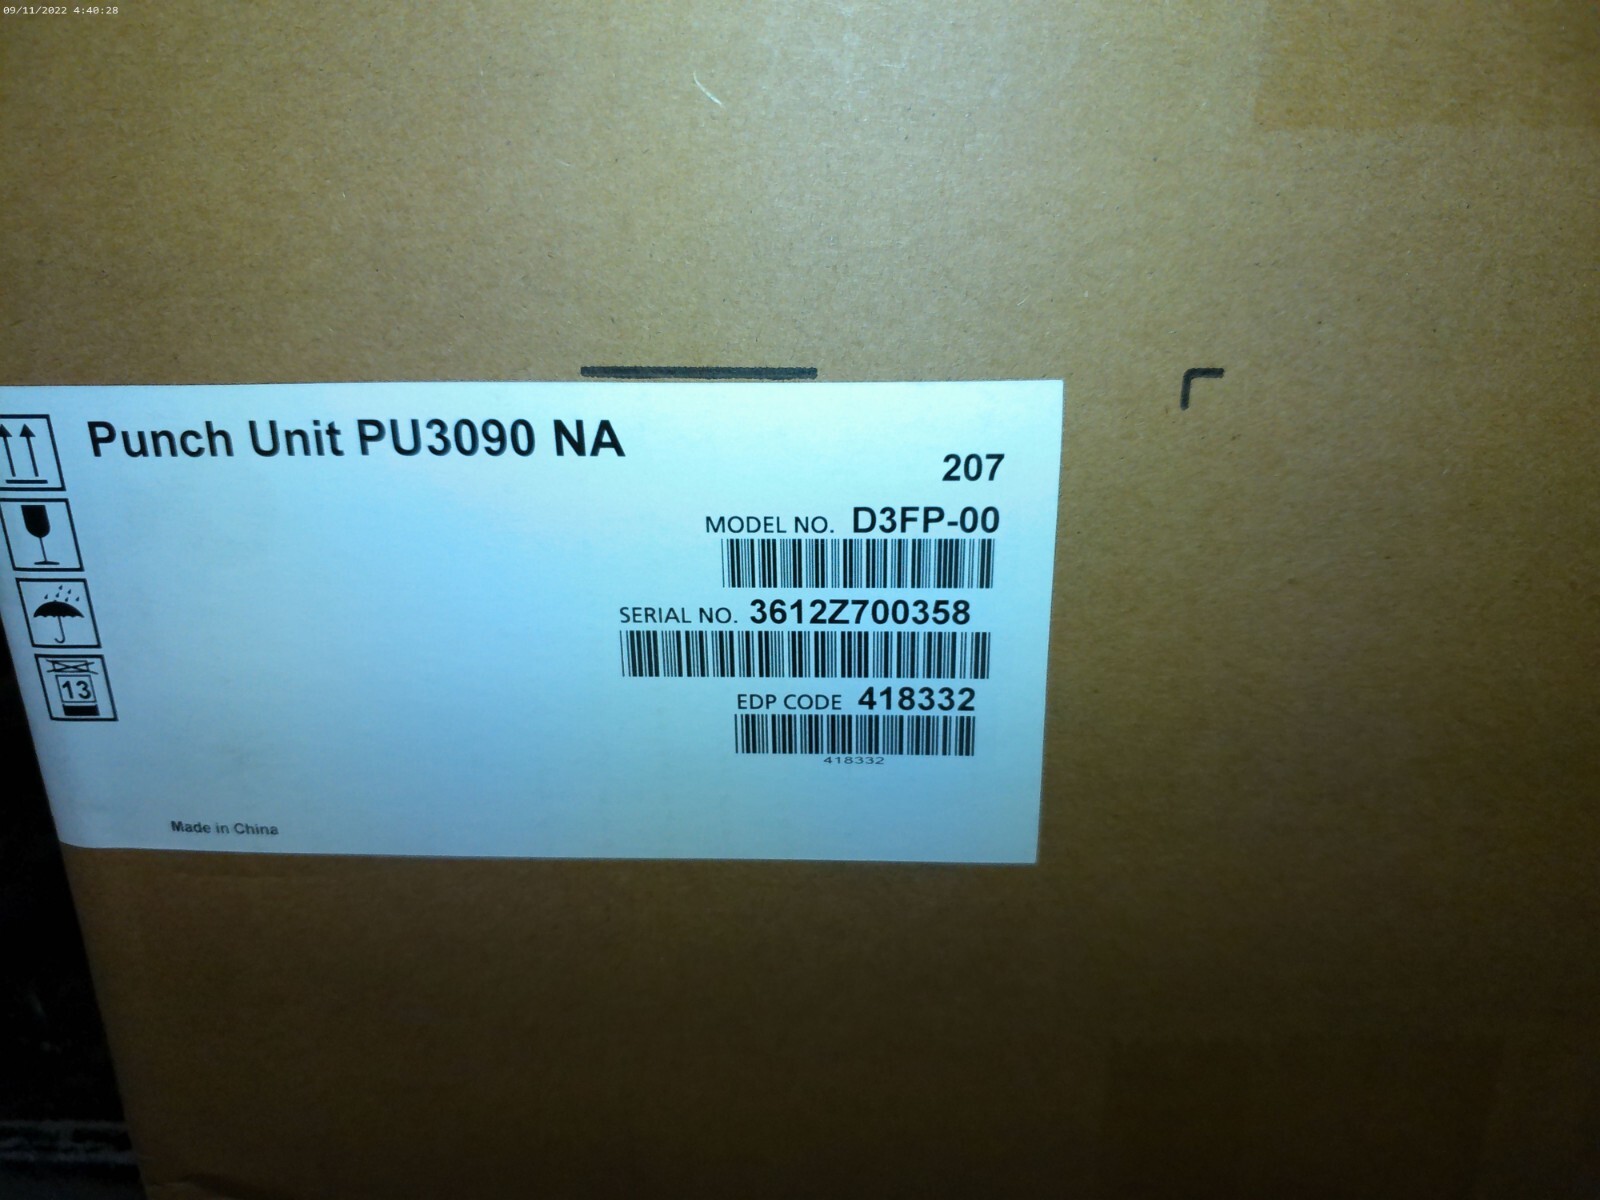 09/11/2022 4:40:28
Punch Unit PU3090 NA
207
MODEL NO. D3FP-00
SERIAL NO. 3612Z700358
EDP CODE 418332
418332
13
Made in China